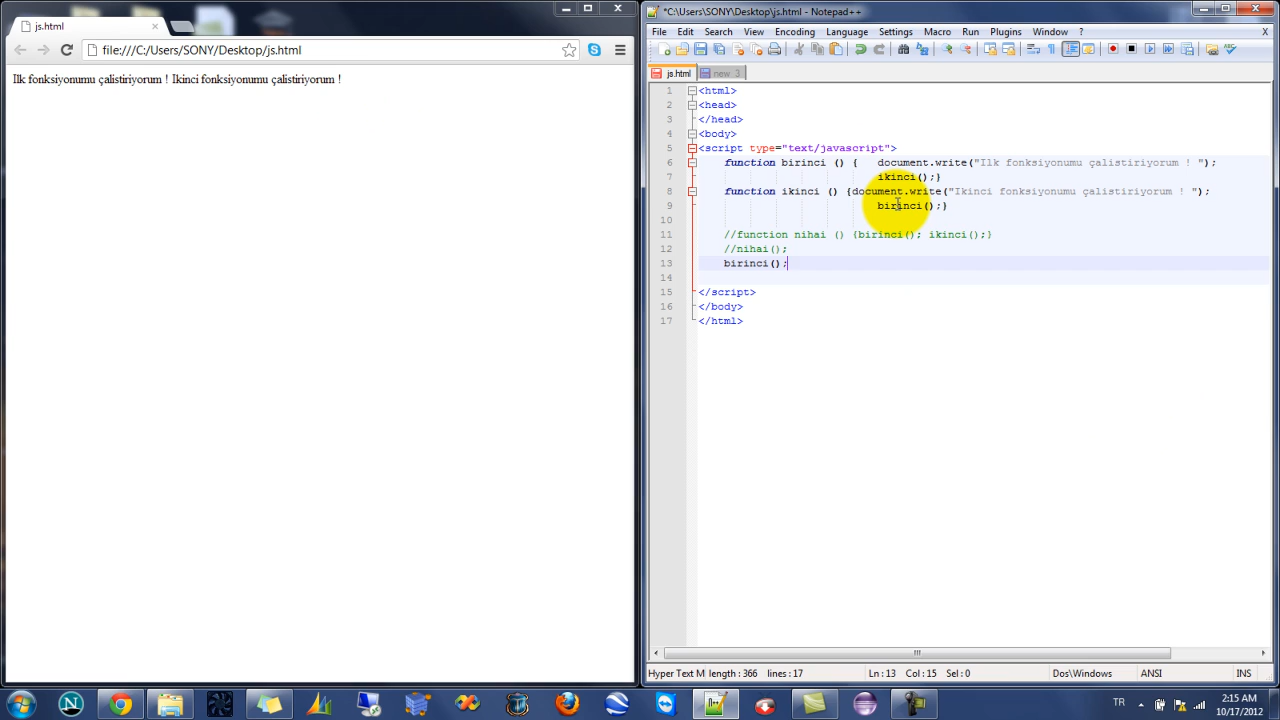 js.html
file:///C:/Users/SONY/Desktop/js.html
Ilk fonksiyonumu çalistiriyorum ! Ikinci fonksiyonumu çalistiriyorum !
*C:\Users\SONY\Desktop\js.html - Notepad++
File Edit Search View Encoding Language Settings Macro Run Plugins Window ? X
js.html new 3
1 <html>
2 <head>
3 </head>
4 <body>
5 <script type="text/javascript">
6 function birinci () { document.write("Ilk fonksiyonumu çalistiriyorum ! ");
7 ikinci();}
8 function ikinci () {document.write("Ikinci fonksiyonumu çalistiriyorum ! ");
9 birinci();}
10
11 //function nihai () {birinci(); ikinci();}
12 //nihai();
13 birinci();
14
15 </script>
16 </body>
17 </html>
Hyper Text M length : 366 lines : 17 Ln : 13 Col : 15 Sel : 0 Dos\Windows ANSI INS
TR 2:15 AM
10/17/2012